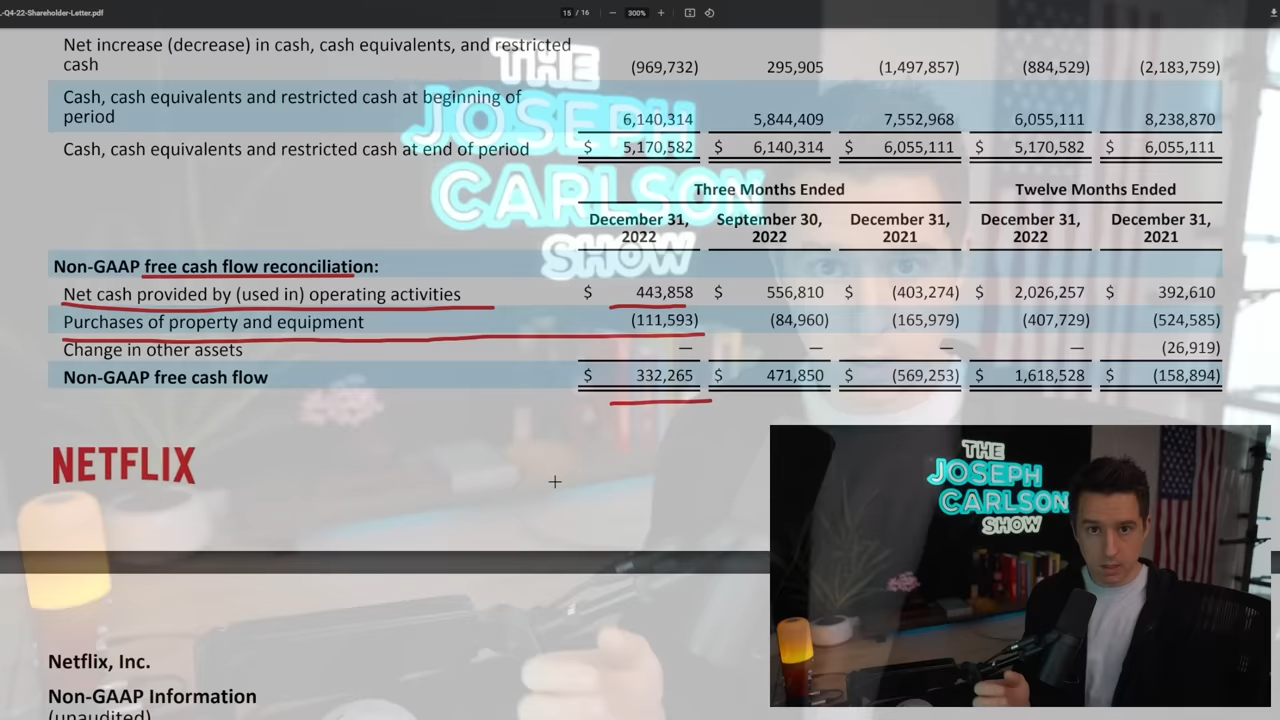 -Q4-22-Shareholder-Letter.pdf
15 / 16
300%
Net increase (decrease) in cash, cash equivalents, and restricted
cash (969,732) 295,905 (1,497,857) (884,529) (2,183,759)
Cash, cash equivalents and restricted cash at beginning of
period 6,140,314 5,844,409 7,552,968 6,055,111 8,238,870
Cash, cash equivalents and restricted cash at end of period $ 5,170,582 $ 6,140,314 $ 6,055,111 $ 5,170,582 $ 6,055,111
Three Months Ended Twelve Months Ended
December 31, September 30, December 31, December 31, December 31,
2022 2022 2021 2022 2021
Non-GAAP free cash flow reconciliation:
Net cash provided by (used in) operating activities $ 443,858 $ 556,810 $ (403,274) $ 2,026,257 $ 392,610
Purchases of property and equipment (111,593) (84,960) (165,979) (407,729) (524,585)
Change in other assets — — — — (26,919)
Non-GAAP free cash flow $ 332,265 $ 471,850 $ (569,253) $ 1,618,528 $ (158,894)
NETFLIX
Netflix, Inc.
Non-GAAP Information
(unaudited)
THE
JOSEPH
CARLSON
SHOW
THE
JOSEPH
CARLSON
SHOW